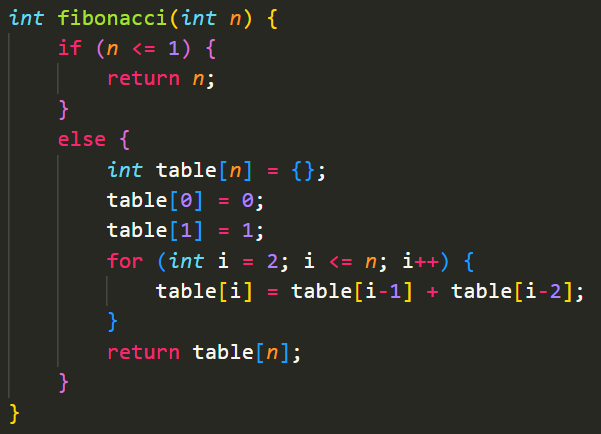 int fibonacci(int n) {
    if (n <= 1) {
        return n;
    }
    else {
        int table[n] = {};
        table[0] = 0;
        table[1] = 1;
        for (int i = 2; i <= n; i++) {
            table[i] = table[i-1] + table[i-2];
        }
        return table[n];
    }
}